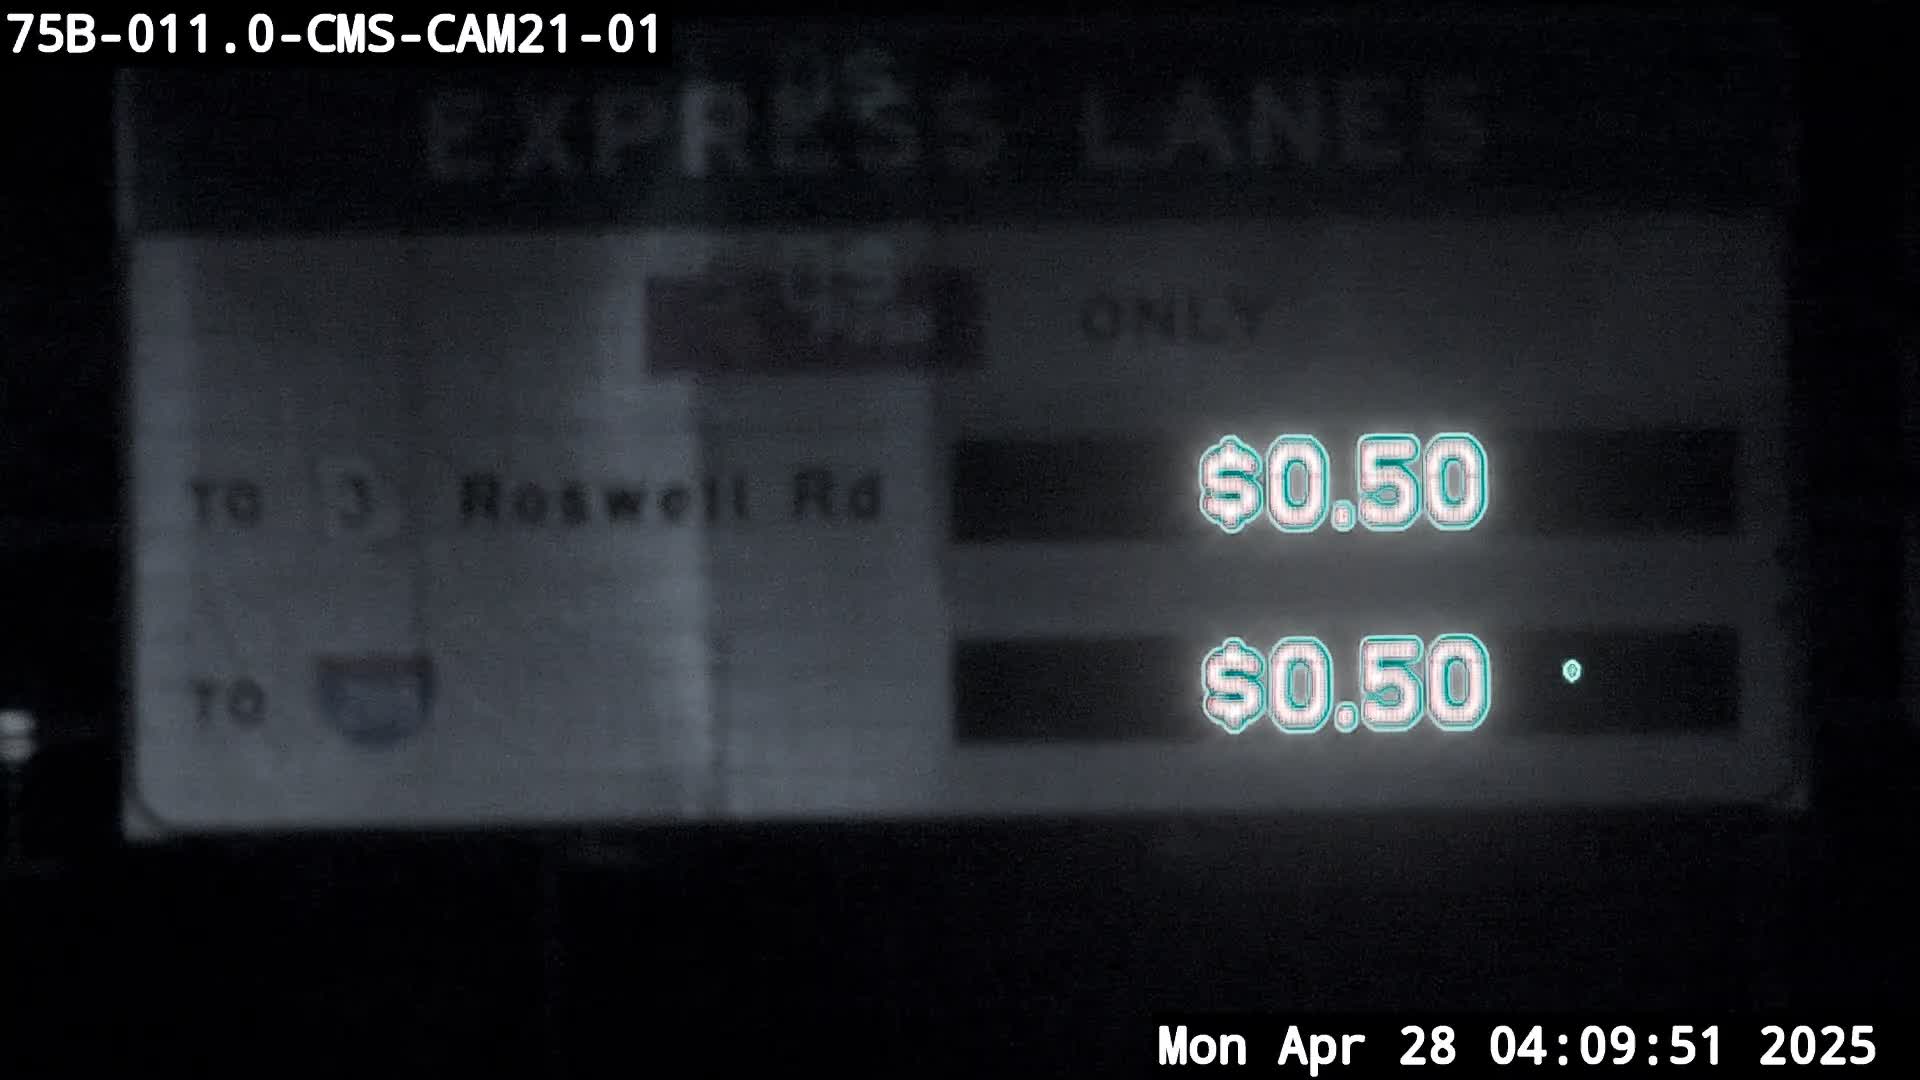 75B-011.0-CMS-CAM21-01
EXPRESS LANES
ONLY
TO 3 Roswell Rd $0.50
TO $0.50
Mon Apr 28 04:09:51 2025